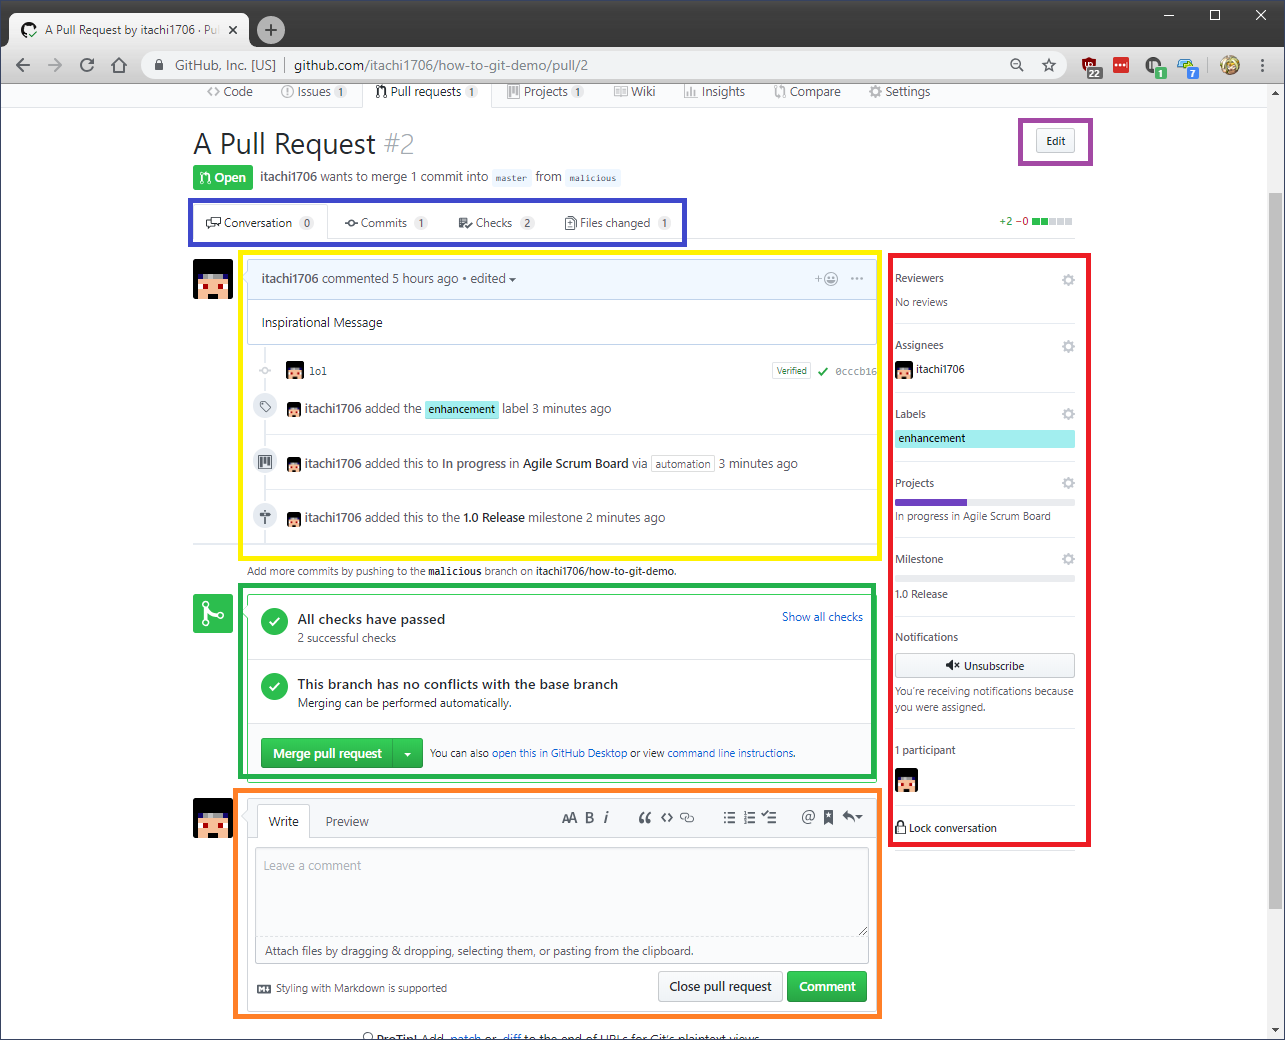 A Pull Request by itachi1706 · Pu
GitHub, Inc. [US] | github.com/itachi1706/how-to-git-demo/pull/2
22
1
7
Code Issues 1 Pull requests 1 Projects 1 Wiki Insights Compare Settings
A Pull Request #2
Edit
Open itachi1706 wants to merge 1 commit into master from malicious
Conversation 0 Commits 1 Checks 2 Files changed 1
+2 −0
itachi1706 commented 5 hours ago • edited
Inspirational Message
lol
Verified 0cccb16
itachi1706 added the enhancement label 3 minutes ago
itachi1706 added this to In progress in Agile Scrum Board via automation 3 minutes ago
itachi1706 added this to the 1.0 Release milestone 2 minutes ago
Add more commits by pushing to the malicious branch on itachi1706/how-to-git-demo.
All checks have passed
2 successful checks
Show all checks
This branch has no conflicts with the base branch
Merging can be performed automatically.
Merge pull request
You can also open this in GitHub Desktop or view command line instructions.
Write Preview
AA B i
Leave a comment
Attach files by dragging & dropping, selecting them, or pasting from the clipboard.
Styling with Markdown is supported
Close pull request
Comment
Reviewers
No reviews
Assignees
itachi1706
Labels
enhancement
Projects
In progress in Agile Scrum Board
Milestone
1.0 Release
Notifications
Unsubscribe
You're receiving notifications because
you were assigned.
1 participant
Lock conversation
ProTip! Add .patch or .diff to the end of URLs for Git's plaintext views.